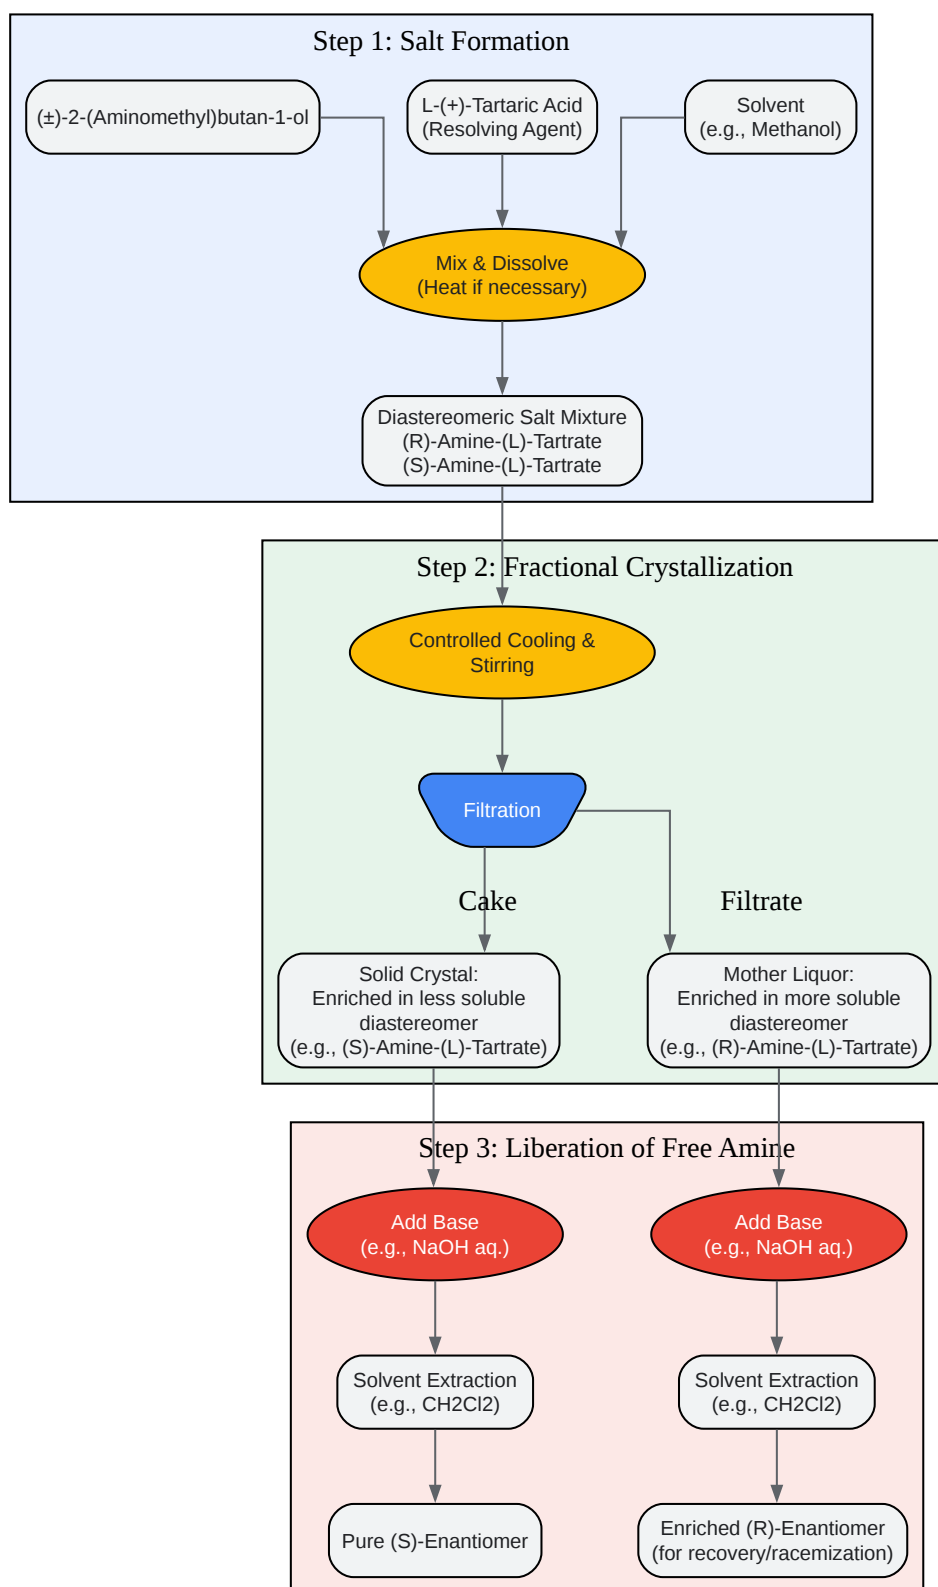 Step 1: Salt Formation
(±)-2-(Aminomethyl)butan-1-ol
L-(+)-Tartaric Acid
(Resolving Agent)
Solvent
(e.g., Methanol)
Mix & Dissolve
(Heat if necessary)
Diastereomeric Salt Mixture
(R)-Amine-(L)-Tartrate
(S)-Amine-(L)-Tartrate
Step 2: Fractional Crystallization
Controlled Cooling &
Stirring
Filtration
Cake
Filtrate
Solid Crystal:
Enriched in less soluble
diastereomer
(e.g., (S)-Amine-(L)-Tartrate)
Mother Liquor:
Enriched in more soluble
diastereomer
(e.g., (R)-Amine-(L)-Tartrate)
Step 3: Liberation of Free Amine
Add Base
(e.g., NaOH aq.)
Add Base
(e.g., NaOH aq.)
Solvent Extraction
(e.g., CH2Cl2)
Solvent Extraction
(e.g., CH2Cl2)
Pure (S)-Enantiomer
Enriched (R)-Enantiomer
(for recovery/racemization)